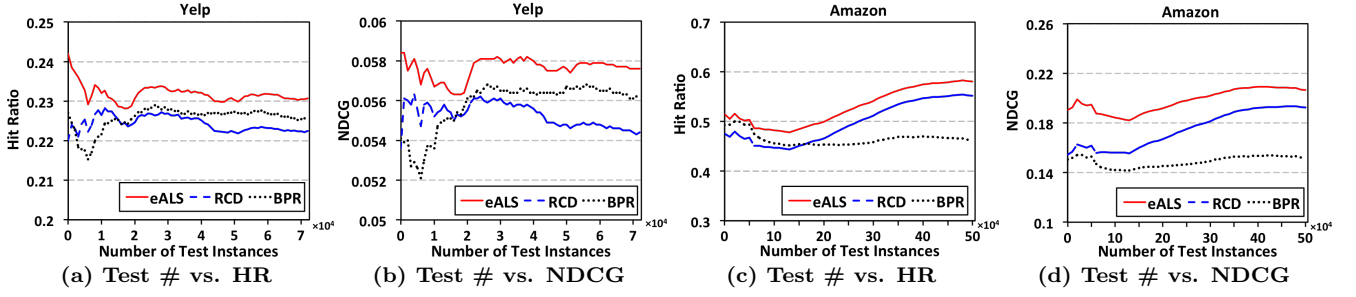 Yelp
0.25
0.24
0.23
0.22
0.21
0.2
Hit Ratio
eALS RCD BPR
0 1 2 3 4 5 6 7
×10⁴
Number of Test Instances
(a) Test # vs. HR
Yelp
0.06
0.058
0.056
0.054
0.052
0.05
NDCG
eALS RCD BPR
0 1 2 3 4 5 6 7
×10⁴
Number of Test Instances
(b) Test # vs. NDCG
Amazon
0.7
0.6
0.5
0.4
0.3
Hit Ratio
eALS RCD BPR
0 10 20 30 40 50
×10⁴
Number of Test Instances
(c) Test # vs. HR
Amazon
0.26
0.22
0.18
0.14
0.1
NDCG
eALS RCD BPR
0 10 20 30 40 50
×10⁴
Number of Test Instances
(d) Test # vs. NDCG